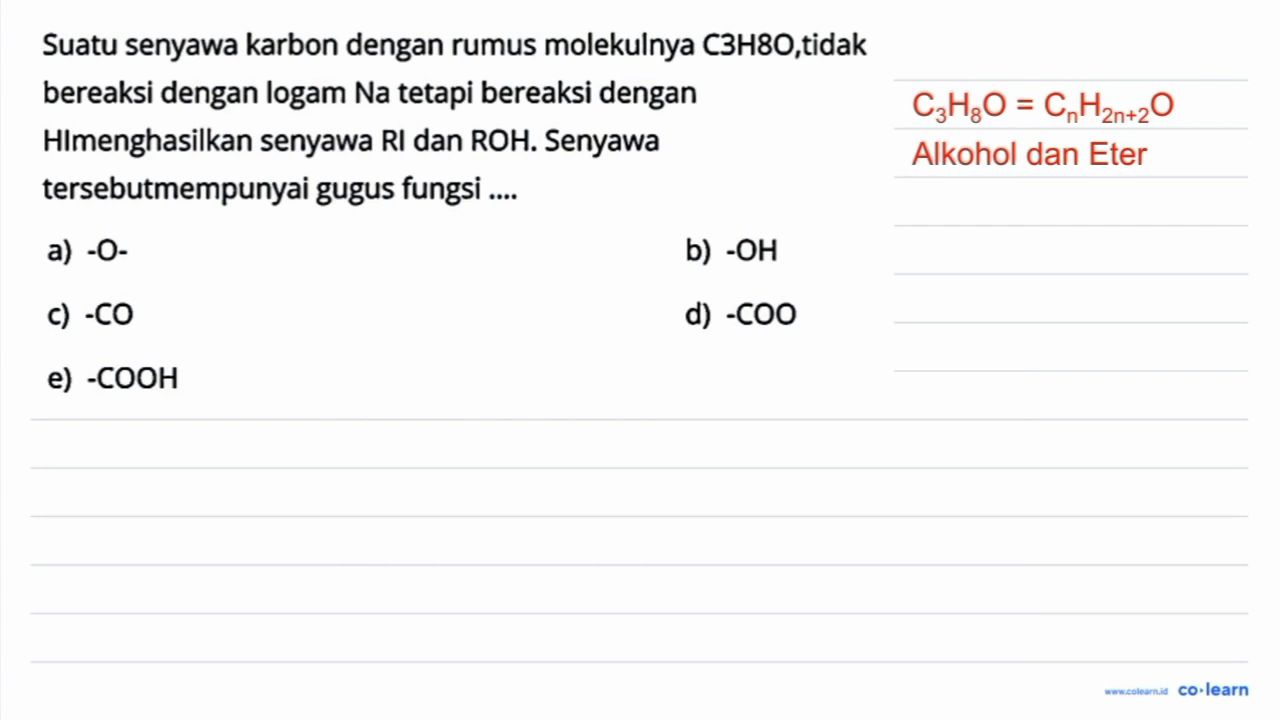 Suatu senyawa karbon dengan rumus molekulnya C3H8O,tidak
bereaksi dengan logam Na tetapi bereaksi dengan
HImenghasilkan senyawa RI dan ROH. Senyawa
tersebutmempunyai gugus fungsi ....
a) -O-
b) -OH
c) -CO
d) -COO
e) -COOH
C₃H₈O = CₙH₂ₙ₊₂O
Alkohol dan Eter
www.colearn.id co·learn